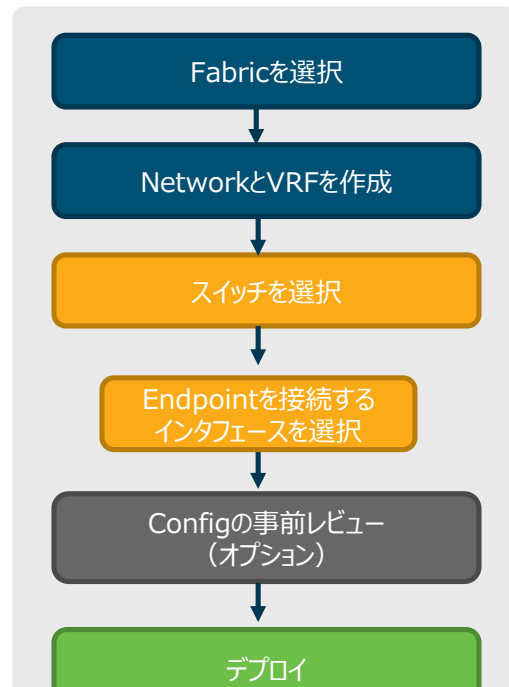 Fabricを選択
NetworkとVRFを作成
スイッチを選択
Endpointを接続する
インタフェースを選択
Configの事前レビュー
（オプション）
デプロイ